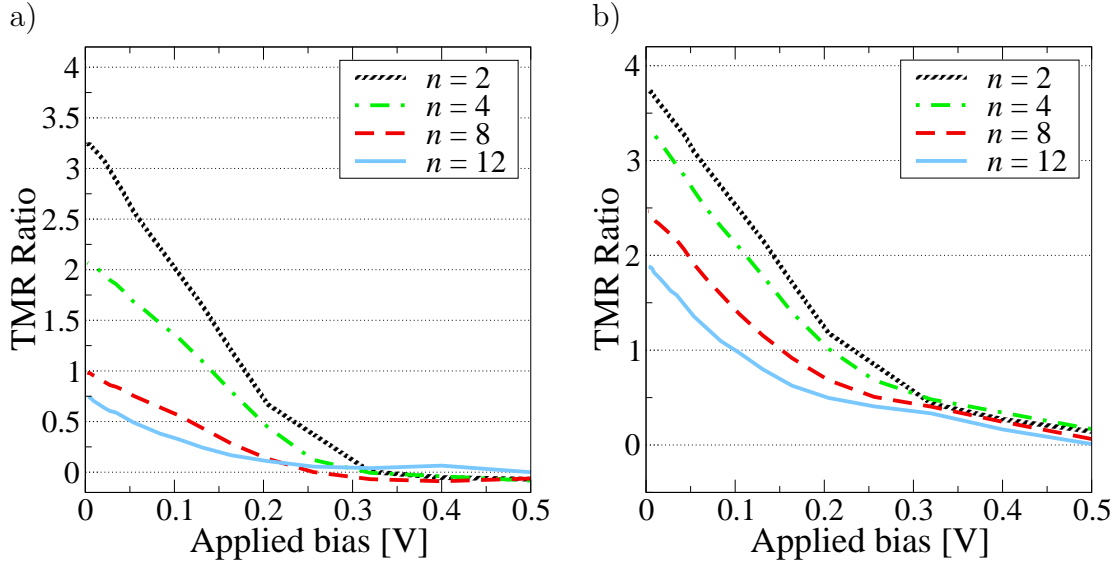 a)
TMR Ratio
4
3.5
3
2.5
2
1.5
1
0.5
0
n = 2
n = 4
n = 8
n = 12
0 0.1 0.2 0.3 0.4 0.5
Applied bias [V]
b)
TMR Ratio
4
3
2
1
0
n = 2
n = 4
n = 8
n = 12
0 0.1 0.2 0.3 0.4 0.5
Applied bias [V]